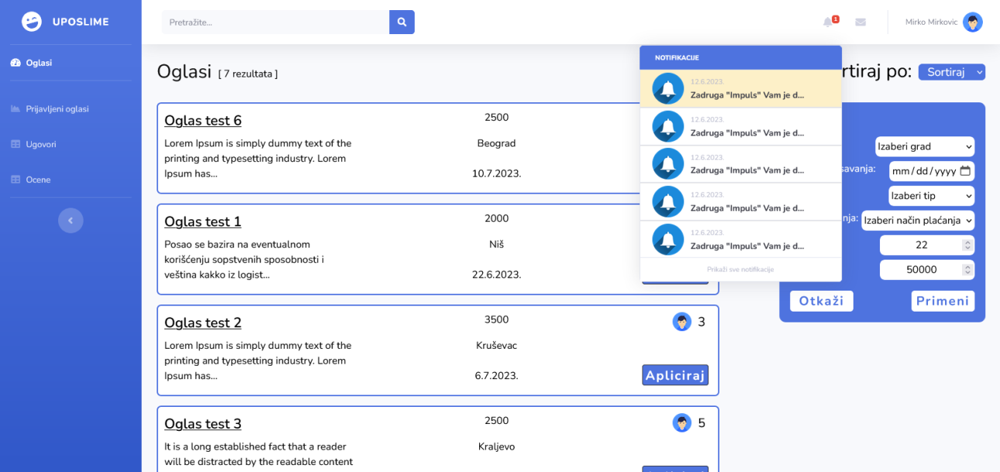 UPOSLIME
Oglasi
Prijavljeni oglasi
Ugovori
Ocene
Pretražite...
1
Mirko Mirkovic
Oglasi [ 7 rezultata ]
rtiraj po: Sortiraj
NOTIFIKACIJE
12.6.2023.
Zadruga "Impuls" Vam je d...
12.6.2023.
Zadruga "Impuls" Vam je d...
12.6.2023.
Zadruga "Impuls" Vam je d...
12.6.2023.
Zadruga "Impuls" Vam je d...
12.6.2023.
Zadruga "Impuls" Vam je d...
Prikaži sve notifikacije
Oglas test 6
Lorem Ipsum is simply dummy text of the
printing and typesetting industry. Lorem
Ipsum has...
2500
Beograd
10.7.2023.
Oglas test 1
Posao se bazira na eventualnom
korišćenju sopstvenih sposobnosti i
veština kakko iz logist...
2000
Niš
22.6.2023.
Oglas test 2
Lorem Ipsum is simply dummy text of the
printing and typesetting industry. Lorem
Ipsum has...
3500
Kruševac
6.7.2023.
3
Apliciraj
Oglas test 3
It is a long established fact that a reader
will be distracted by the readable content
2500
Kraljevo
5
Izaberi grad
savanja: mm/dd/yyyy
Izaberi tip
nja: Izaberi način plaćanja
22
50000
Otkaži
Primeni